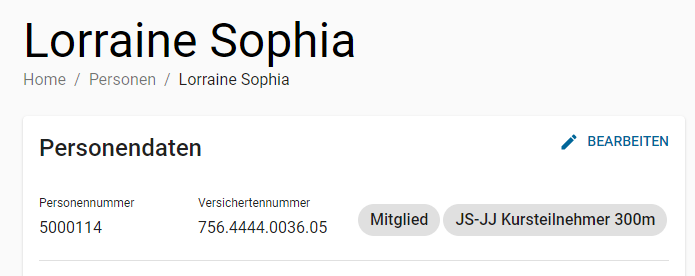 Lorraine Sophia
Home / Personen / Lorraine Sophia
Personendaten
BEARBEITEN
Personennummer
Versichertennummer
5000114
756.4444.0036.05
Mitglied
JS-JJ Kursteilnehmer 300m